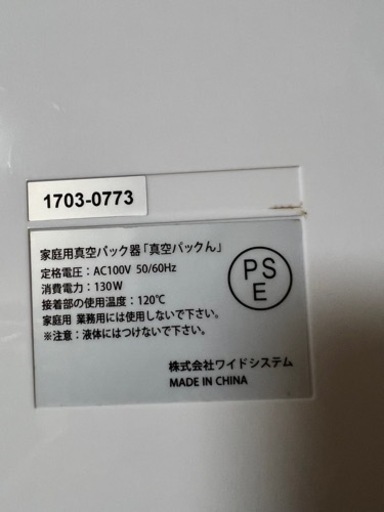 1703-0773
家庭用真空パック器「真空パックん」
定格電圧：AC100V 50/60Hz
消費電力：130W
接着部の使用温度：120℃
家庭用 業務用には使用しないで下さい。
※注意：液体にはつけないで下さい。
PS
E
株式会社ワイドシステム
MADE IN CHINA